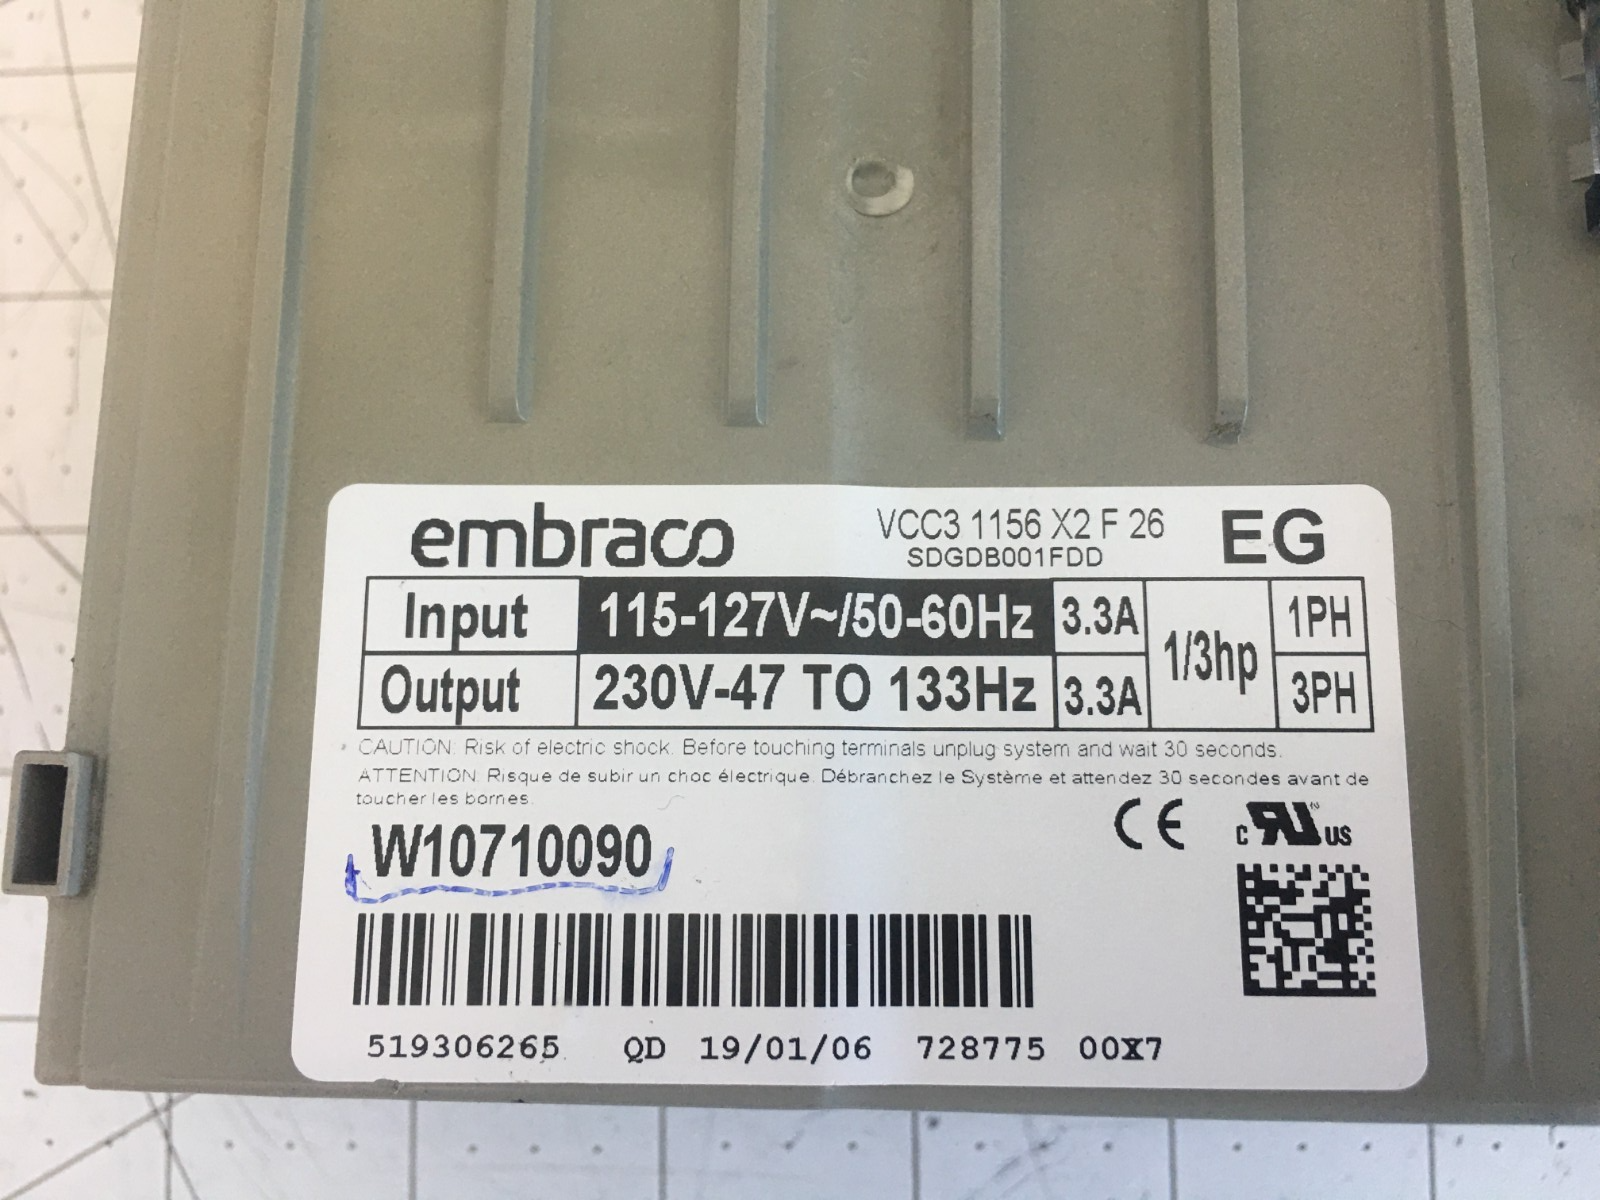 embraco
VCC3 1156 X2 F 26
SDGDB001FDD
EG
Input 115-127V~/50-60Hz 3.3A 1/3hp 1PH
Output 230V-47 TO 133Hz 3.3A 3PH
CAUTION: Risk of electric shock. Before touching terminals unplug system and wait 30 seconds.
ATTENTION: Risque de subir un choc électrique. Débranchez le Système et attendez 30 secondes avant de
toucher les bornes.
W10710090
CE
c RU US
519306265 QD 19/01/06 728775 00X7